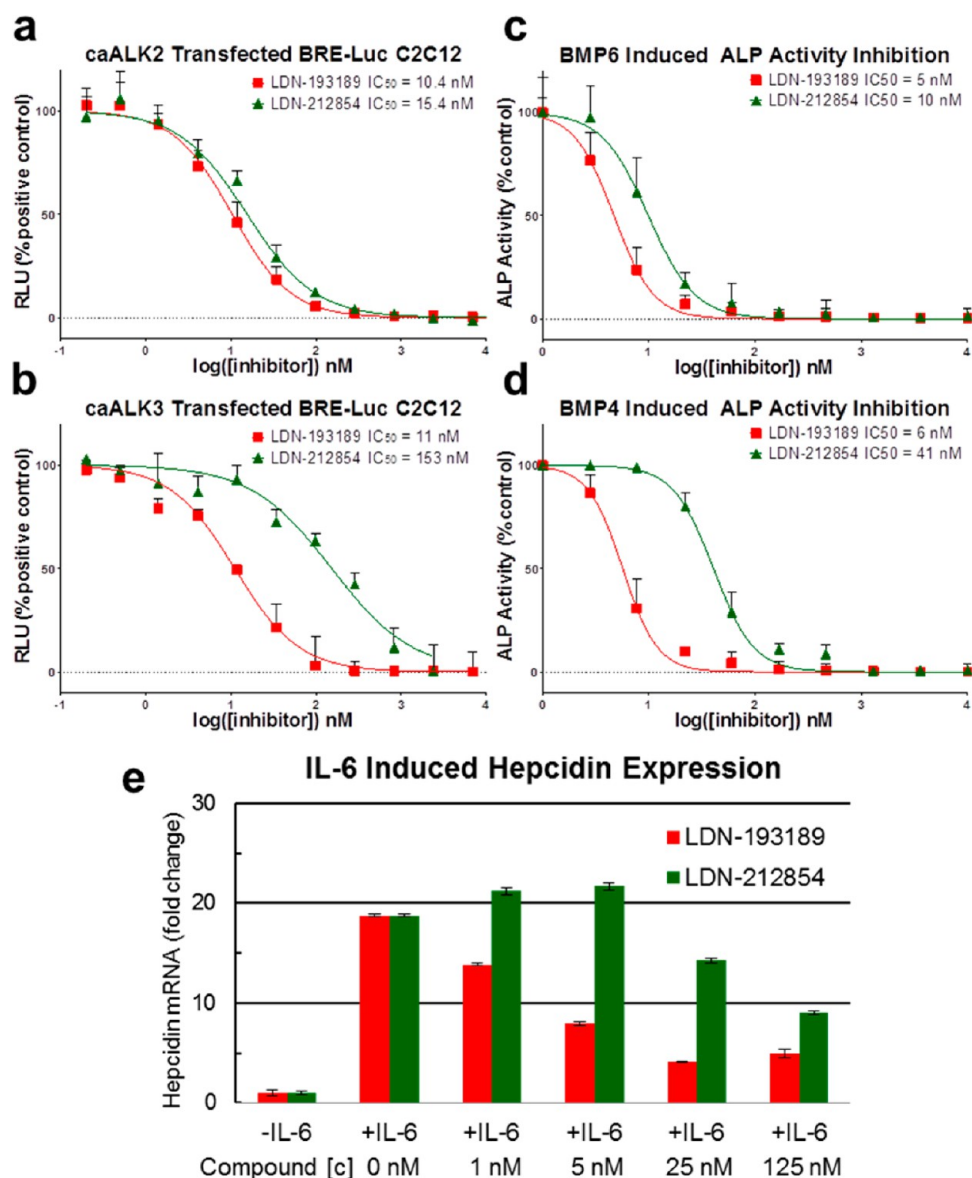 a
caALK2 Transfected BRE-Luc C2C12
LDN-193189 IC50 = 10.4 nM
LDN-212854 IC50 = 15.4 nM
RLU (%positive control)
100
50
0
-1 0 1 2 3 4
log([inhibitor]) nM
b
caALK3 Transfected BRE-Luc C2C12
LDN-193189 IC50 = 11 nM
LDN-212854 IC50 = 153 nM
RLU (%positive control)
100
50
0
-1 0 1 2 3 4
log([inhibitor]) nM
c
BMP6 Induced ALP Activity Inhibition
LDN-193189 IC50 = 5 nM
LDN-212854 IC50 = 10 nM
ALP Activity (%control)
100
50
0
0 1 2 3 4
log([inhibitor]) nM
d
BMP4 Induced ALP Activity Inhibition
LDN-193189 IC50 = 6 nM
LDN-212854 IC50 = 41 nM
ALP Activity (%control)
100
50
0
0 1 2 3 4
log([inhibitor]) nM
e
IL-6 Induced Hepcidin Expression
LDN-193189
LDN-212854
Hepcidin mRNA (fold change)
30
20
10
0
-IL-6 +IL-6 +IL-6 +IL-6 +IL-6 +IL-6
Compound [c] 0 nM 1 nM 5 nM 25 nM 125 nM